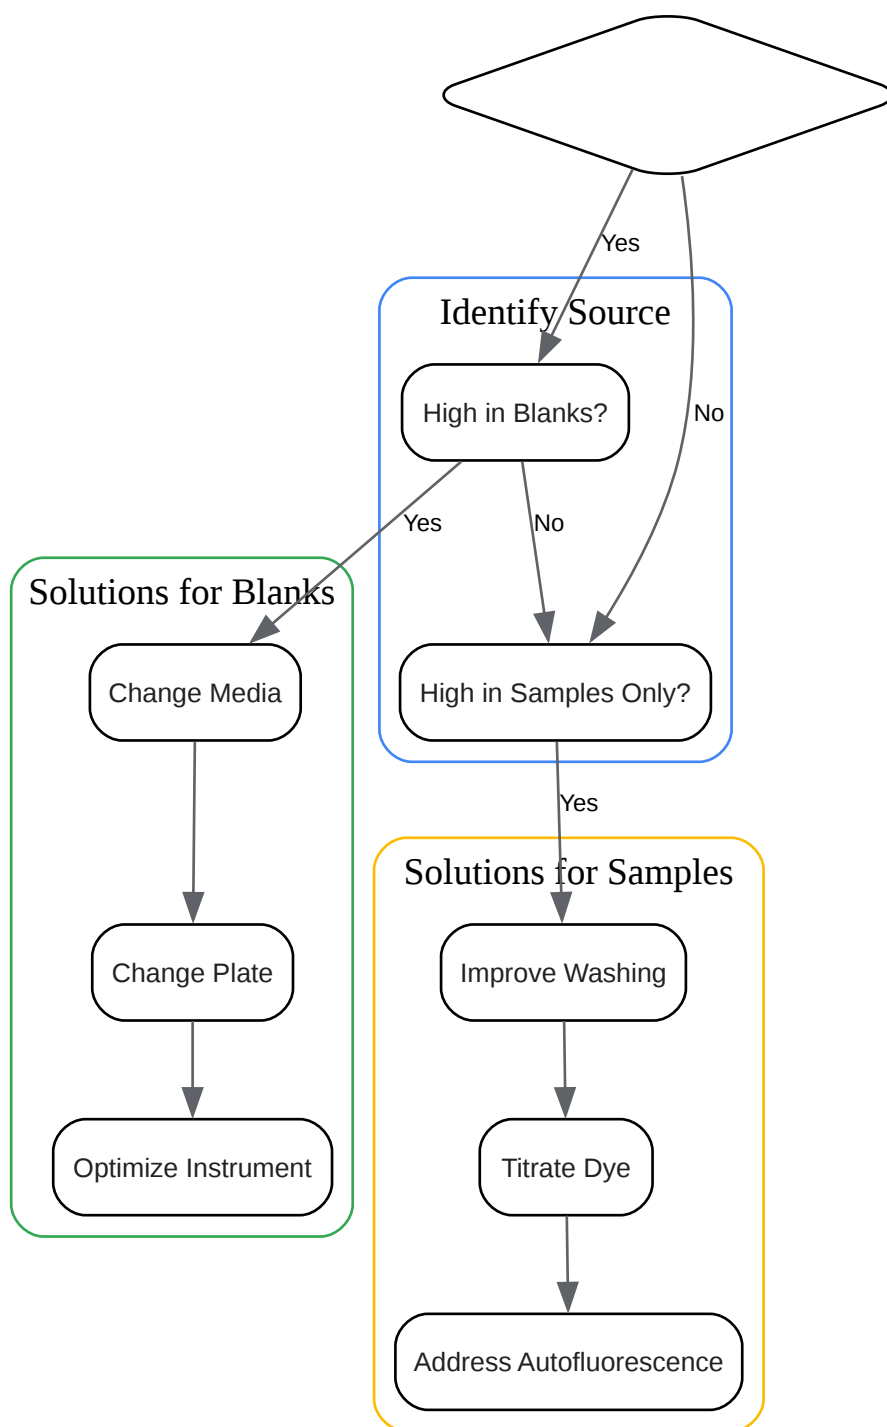 Yes
Identify Source
High in Blanks?
No
Yes
No
Solutions for Blanks
Change Media
High in Samples Only?
Yes
Solutions for Samples
Change Plate
Improve Washing
Optimize Instrument
Titrate Dye
Address Autofluorescence